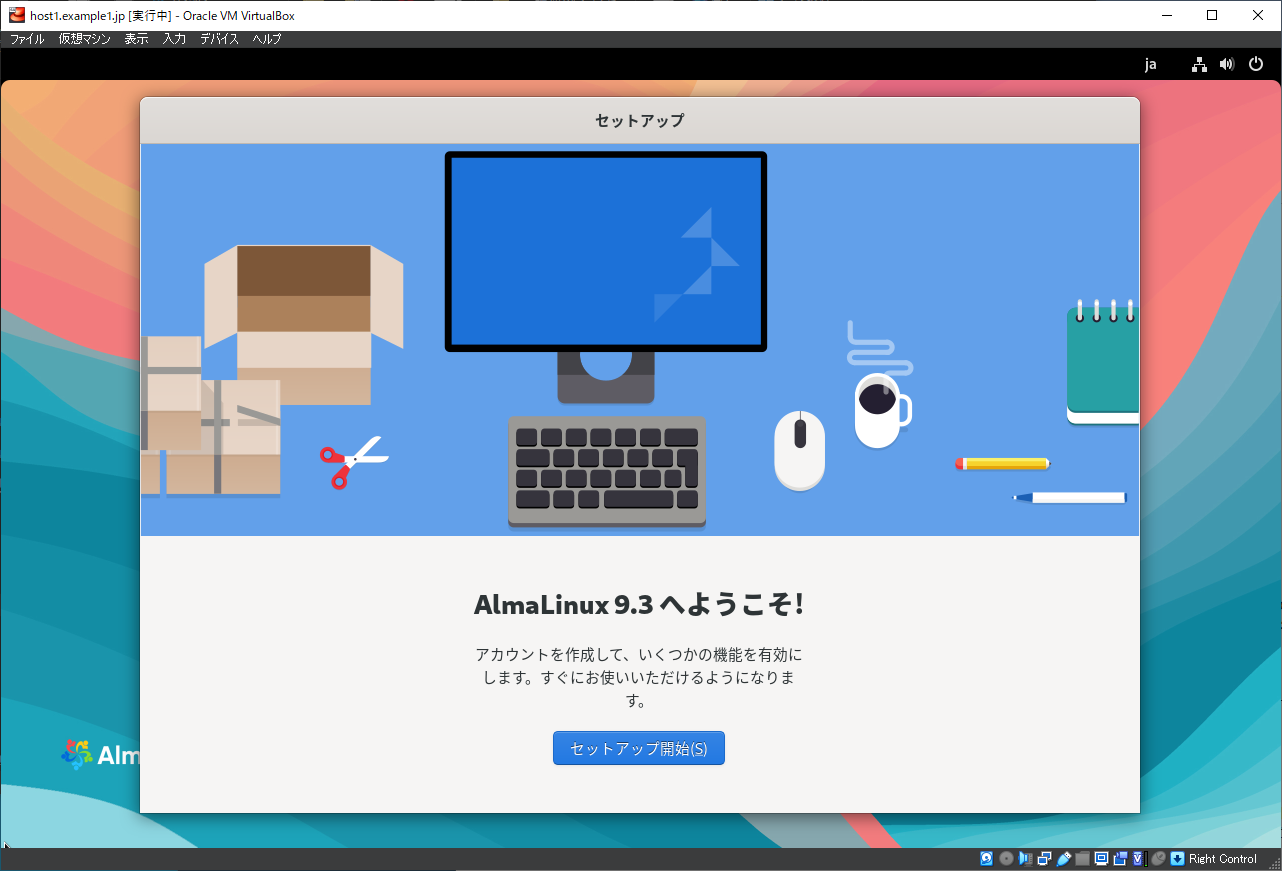 host1.example1.jp [実行中] - Oracle VM VirtualBox
ファイル 仮想マシン 表示 入力 デバイス ヘルプ
ja
セットアップ
AlmaLinux 9.3 へようこそ!
アカウントを作成して、いくつかの機能を有効に
します。すぐにお使いいただけるようになりま
す。
セットアップ開始(S)
Alm
Right Control